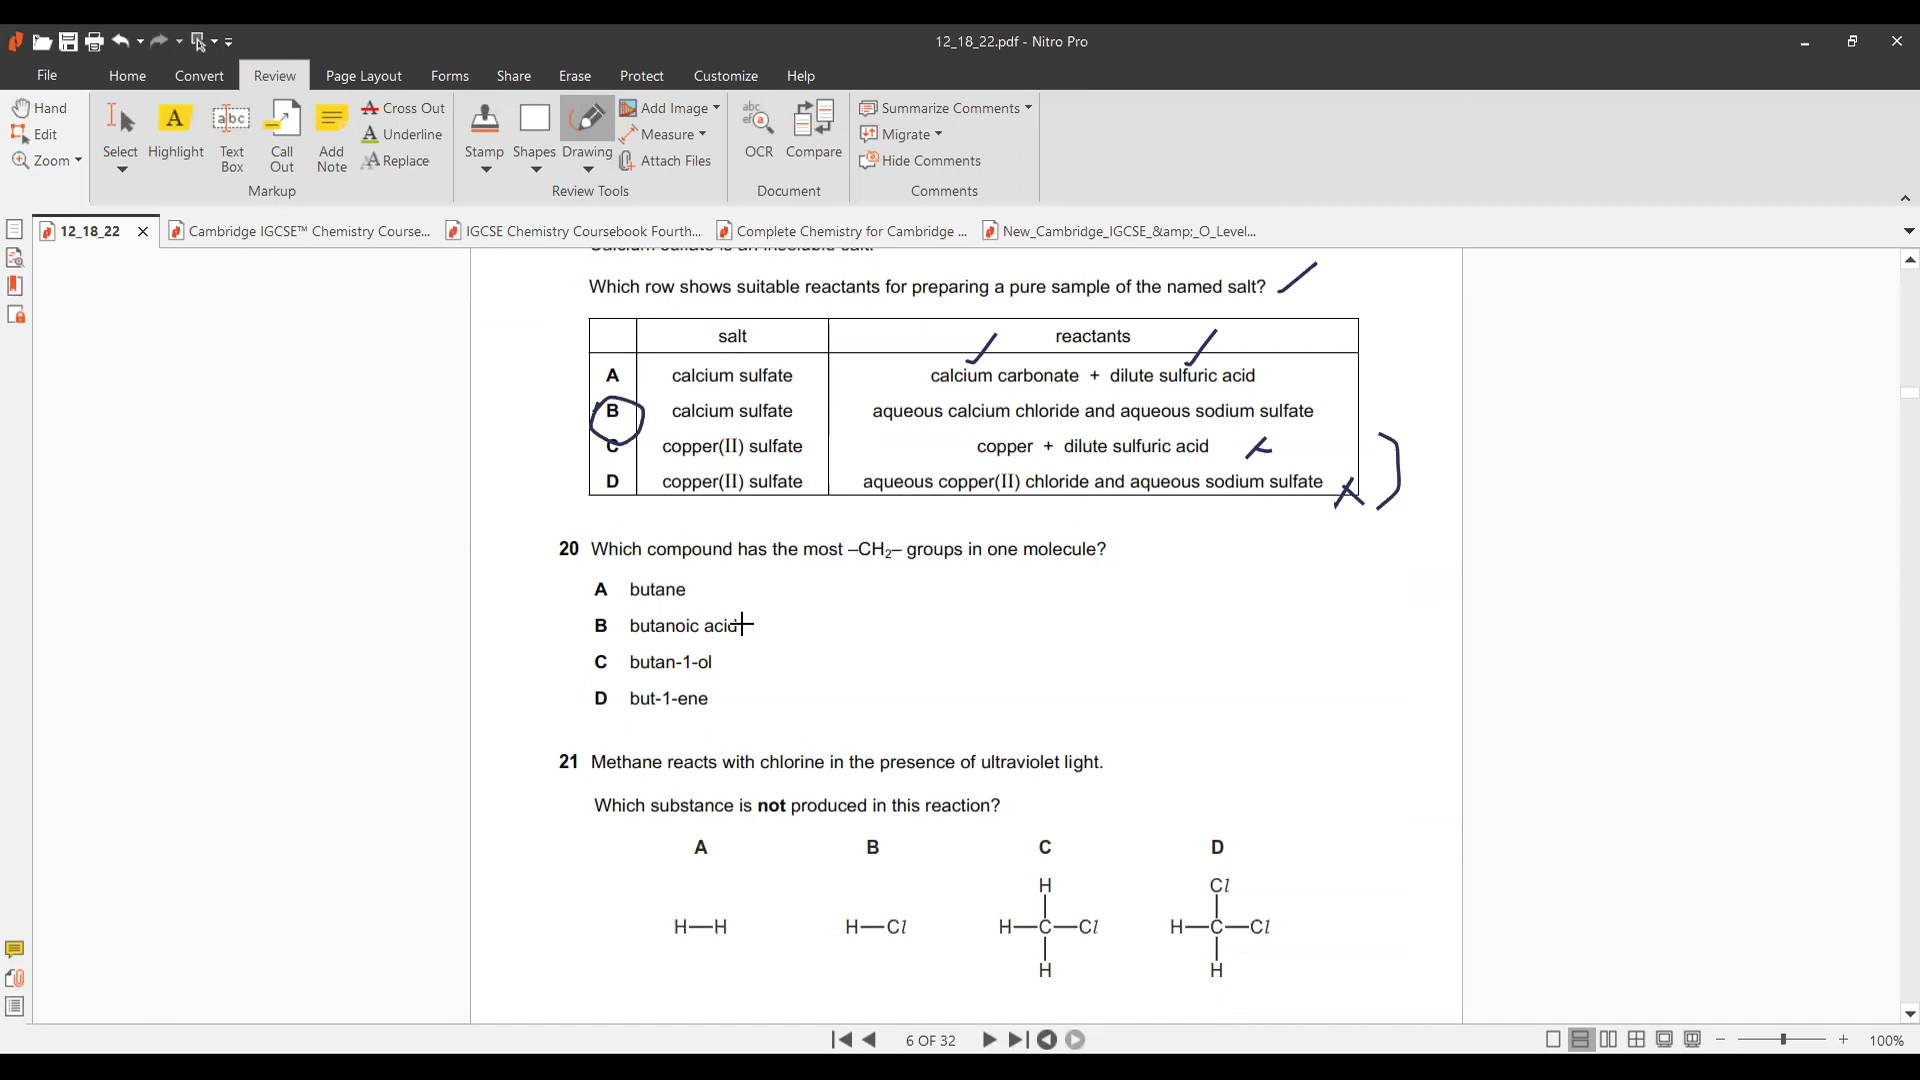 12_18_22.pdf - Nitro Pro
File Home Convert Review Page Layout Forms Share Erase Protect Customize Help
Hand
Edit
Zoom
Select
Highlight
Text Box
Call Out
Add Note
Cross Out
Underline
Replace
Markup
Stamp
Shapes
Drawing
Add Image
Measure
Attach Files
Review Tools
OCR
Compare
Document
Summarize Comments
Migrate
Hide Comments
Comments
12_18_22
Cambridge IGCSE™ Chemistry Course...
IGCSE Chemistry Coursebook Fourth...
Complete Chemistry for Cambridge ...
New_Cambridge_IGCSE_&amp;_O_Level...
Calcium sulfate is an insoluble salt.
Which row shows suitable reactants for preparing a pure sample of the named salt?
salt reactants
A calcium sulfate calcium carbonate + dilute sulfuric acid
B calcium sulfate aqueous calcium chloride and aqueous sodium sulfate
C copper(II) sulfate copper + dilute sulfuric acid
D copper(II) sulfate aqueous copper(II) chloride and aqueous sodium sulfate
20 Which compound has the most –CH₂– groups in one molecule?
A butane
B butanoic acid
C butan-1-ol
D but-1-ene
21 Methane reacts with chlorine in the presence of ultraviolet light.
Which substance is not produced in this reaction?
A B C D
H Cl
H—H H—Cl H—C—Cl H—C—Cl
H H
6 OF 32
100%